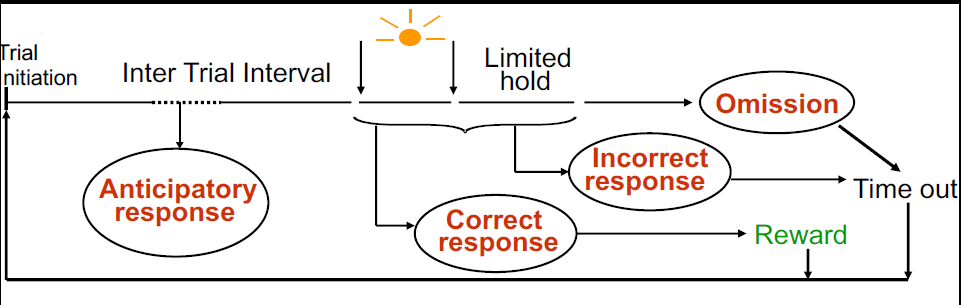 Trial
nitiation
Inter Trial Interval
Limited
hold
Omission
Anticipatory
response
Incorrect
response
Correct
response
Time out
Reward